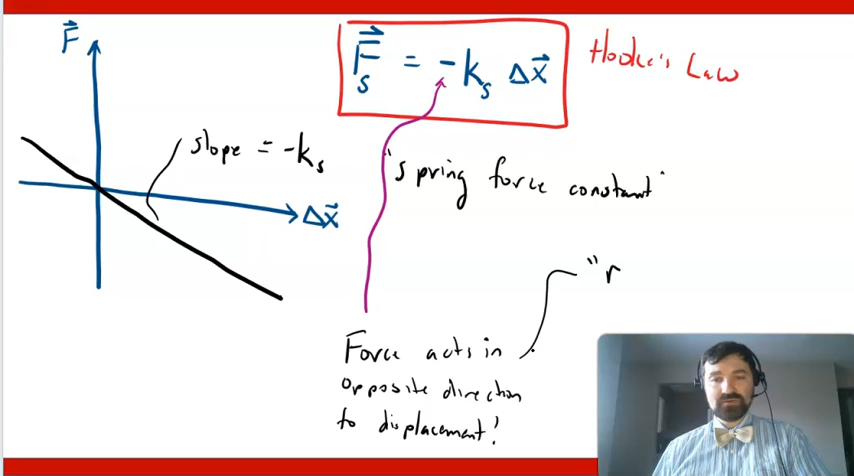 F⃗
F⃗s = -ks Δx⃗
Hooke's Law
slope = -ks
"spring force constant"
Δx⃗
"r
Force acts in
opposite direction
to displacement!